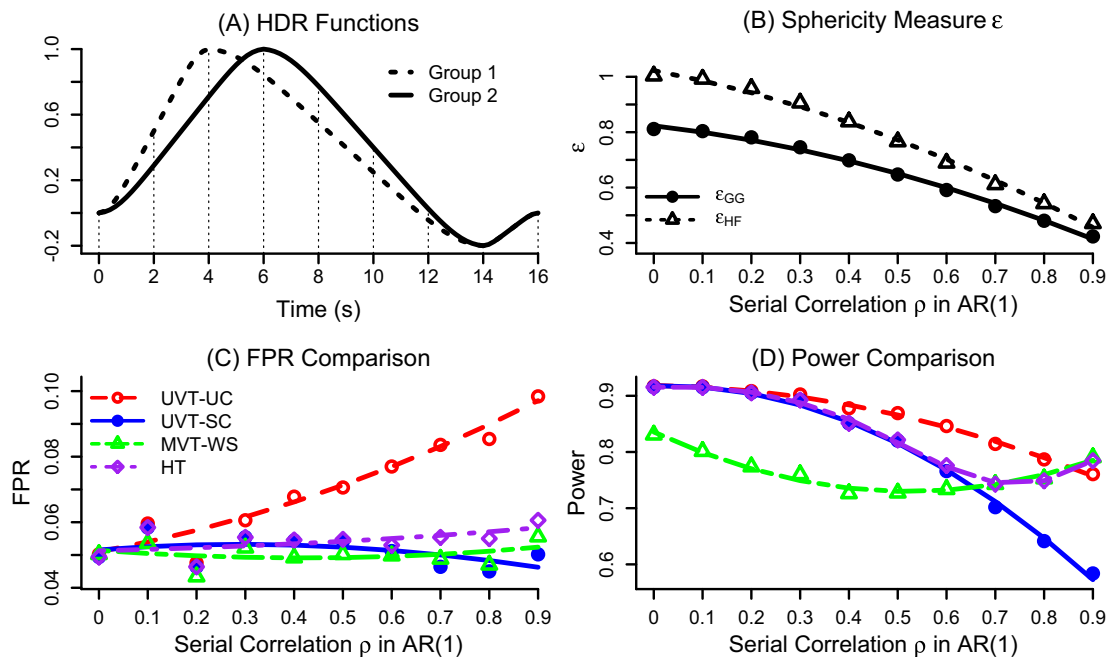 (A) HDR Functions
1.0
0.6
0.2
-0.2
Group 1
Group 2
0 2 4 6 8 10 12 14 16
Time (s)
(B) Sphericity Measure ε
ε
1
0.8
0.6
0.4
εGG
εHF
0 0.1 0.2 0.3 0.4 0.5 0.6 0.7 0.8 0.9
Serial Correlation ρ in AR(1)
(C) FPR Comparison
FPR
0.10
0.08
0.06
0.04
UVT-UC
UVT-SC
MVT-WS
HT
0 0.1 0.2 0.3 0.4 0.5 0.6 0.7 0.8 0.9
Serial Correlation ρ in AR(1)
(D) Power Comparison
Power
0.9
0.8
0.7
0.6
0 0.1 0.2 0.3 0.4 0.5 0.6 0.7 0.8 0.9
Serial Correlation ρ in AR(1)